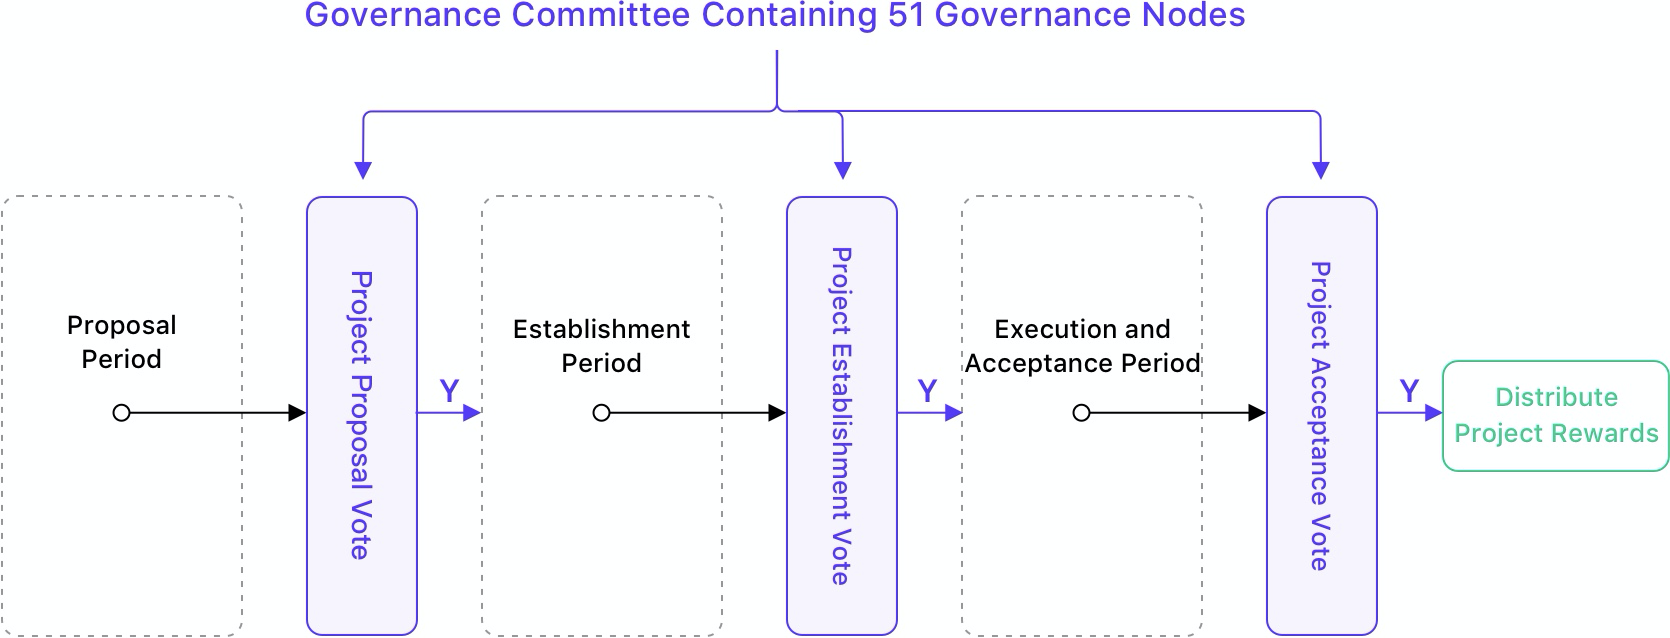 Governance Committee Containing 51 Governance Nodes
Proposal
Period
Project Proposal Vote
Y
Establishment
Period
Project Establishment Vote
Y
Execution and
Acceptance Period
Project Acceptance Vote
Y
Distribute
Project Rewards